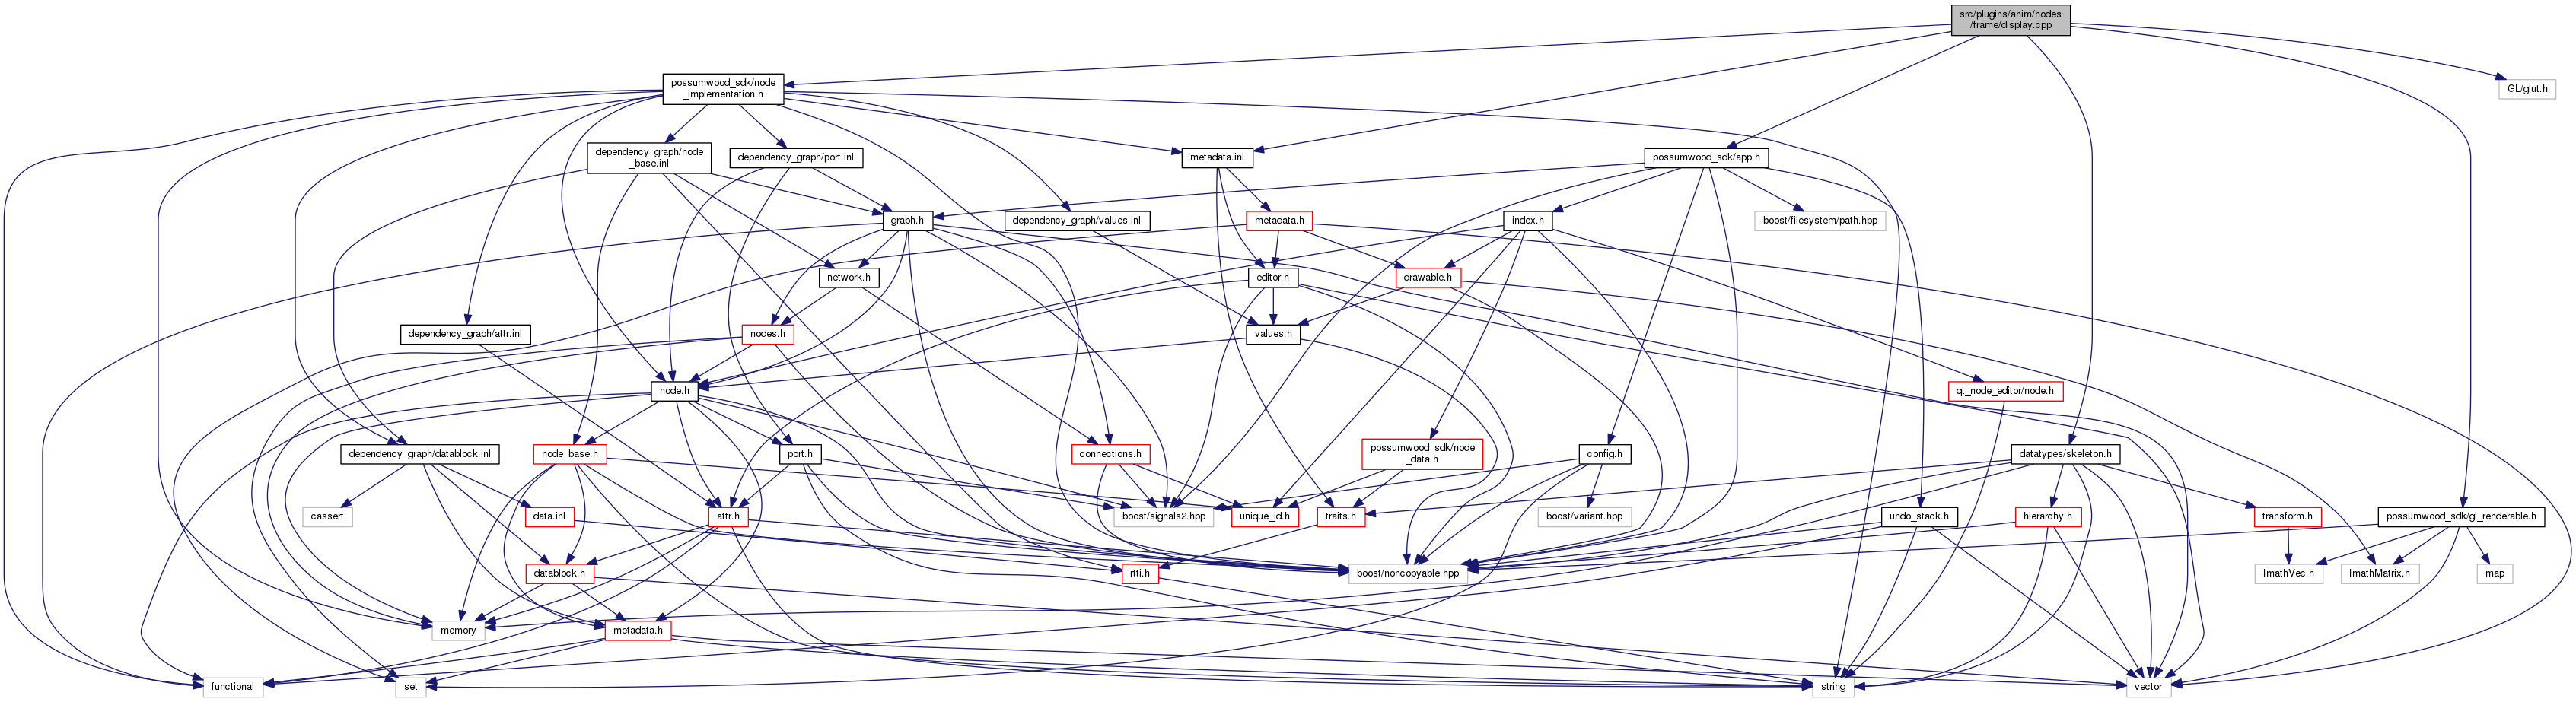 src/plugins/anim/nodes
/frame/display.cpp
possumwood_sdk/node
_implementation.h
GL/glut.h
dependency_graph/node
_base.inl
dependency_graph/port.inl
metadata.inl
possumwood_sdk/app.h
graph.h
dependency_graph/values.inl
metadata.h
index.h
boost/filesystem/path.hpp
network.h
editor.h
drawable.h
dependency_graph/attr.inl
nodes.h
values.h
node.h
qt_node_editor/node.h
dependency_graph/datablock.inl
node_base.h
port.h
connections.h
possumwood_sdk/node
_data.h
config.h
datatypes/skeleton.h
cassert
data.inl
attr.h
boost/signals2.hpp
unique_id.h
traits.h
boost/variant.hpp
undo_stack.h
hierarchy.h
transform.h
possumwood_sdk/gl_renderable.h
datablock.h
rtti.h
boost/noncopyable.hpp
ImathVec.h
ImathMatrix.h
map
memory
metadata.h
functional
set
string
vector